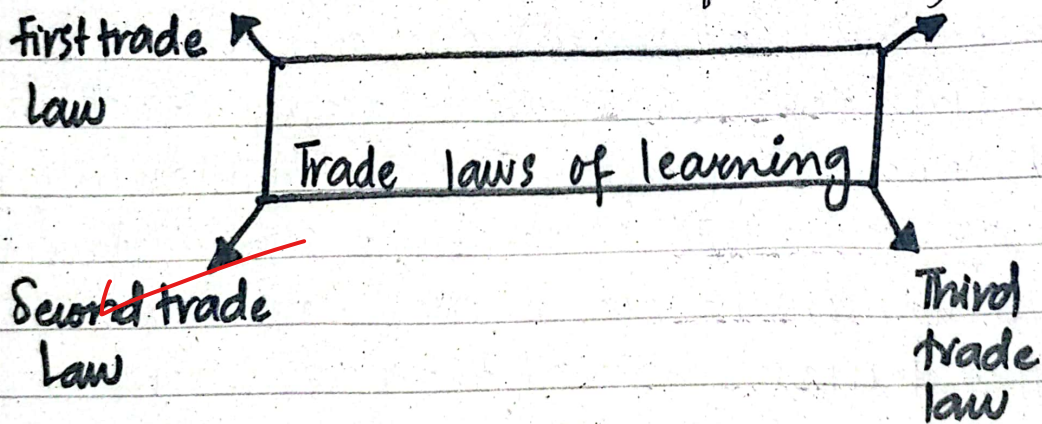 First trade
law
Trade laws of learning
Second trade
Law
Third
trade
law